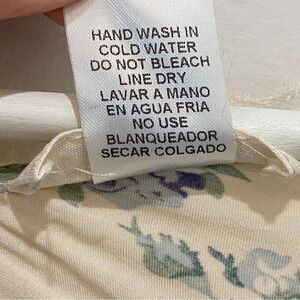 HAND WASH IN
COLD WATER
DO NOT BLEACH
LINE DRY
LAVAR A MANO
EN AGUA FRIA
NO USE
BLANQUEADOR
SECAR COLGADO